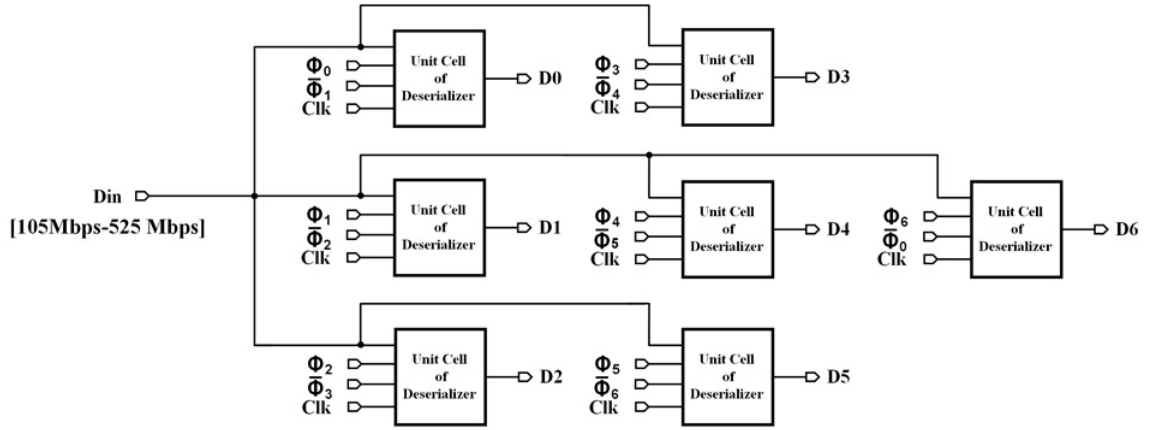 Unit Cell
of
Deserializer
Φ0
Φ̅1
Clk
D0
Unit Cell
of
Deserializer
Φ3
Φ̅4
Clk
D3
Din
[105Mbps-525 Mbps]
Unit Cell
of
Deserializer
Φ1
Φ̅2
Clk
D1
Unit Cell
of
Deserializer
Φ4
Φ̅5
Clk
D4
Unit Cell
of
Deserializer
Φ6
Φ̅0
Clk
D6
Unit Cell
of
Deserializer
Φ2
Φ̅3
Clk
D2
Unit Cell
of
Deserializer
Φ5
Φ̅6
Clk
D5